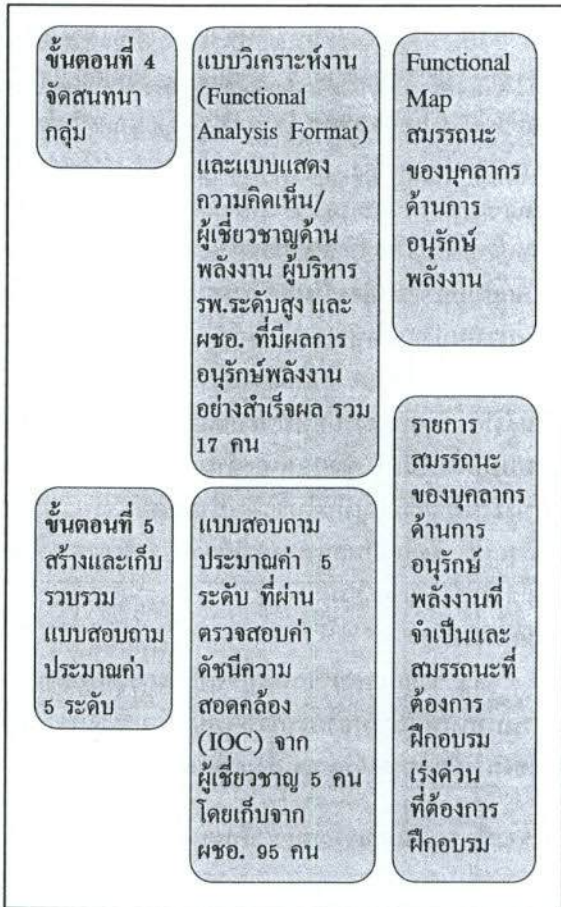 ขั้นตอนที่ 4
จัดสนทนา
กลุ่ม
แบบวิเคราะห์งาน
(Functional
Analysis Format)
และแบบแสดง
ความคิดเห็น/
ผู้เชี่ยวชาญด้าน
พลังงาน ผู้บริหาร
รพ.ระดับสูง และ
ผชอ. ที่มีผลการ
อนุรักษ์พลังงาน
อย่างสำเร็จผล รวม
17 คน
Functional
Map
สมรรถนะ
ของบุคลากร
ด้านการ
อนุรักษ์
พลังงาน
ขั้นตอนที่ 5
สร้างและเก็บ
รวบรวม
แบบสอบถาม
ประมาณค่า
5 ระดับ
แบบสอบถาม
ประมาณค่า 5
ระดับ ที่ผ่าน
ตรวจสอบค่า
ดัชนีความ
สอดคล้อง
(IOC) จาก
ผู้เชี่ยวชาญ 5 คน
โดยเก็บจาก
ผชอ. 95 คน
รายการ
สมรรถนะ
ของบุคลากร
ด้านการ
อนุรักษ์
พลังงานที่
จำเป็นและ
สมรรถนะที่
ต้องการ
ฝึกอบรม
เร่งด่วน
ที่ต้องการ
ฝึกอบรม